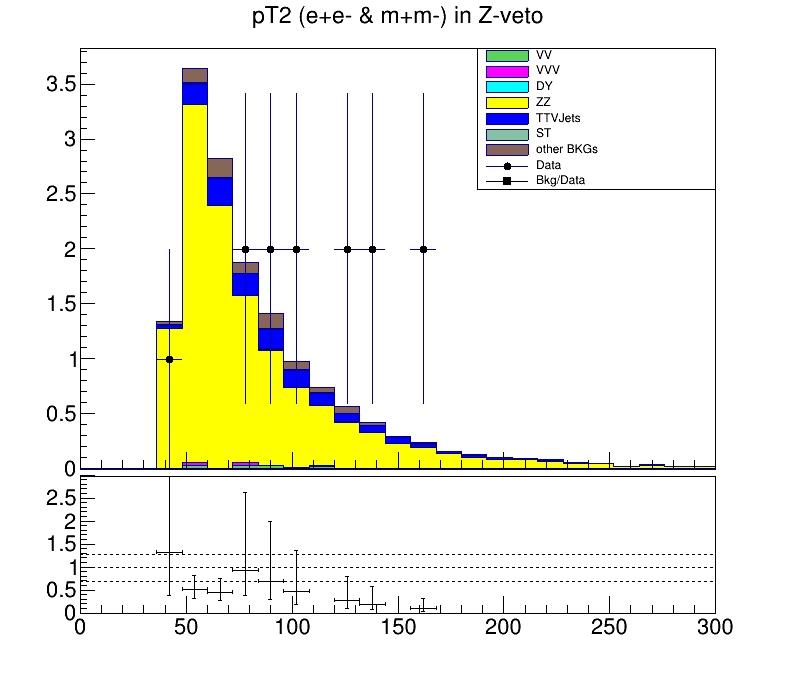 pT2 (e+e- & m+m-) in Z-veto
VV
VVV
DY
ZZ
TTVJets
ST
other BKGs
Data
Bkg/Data
3.5
3
2.5
2
1.5
1
0.5
0
2.5
2
1.5
1
0.5
0
0 50 100 150 200 250 300